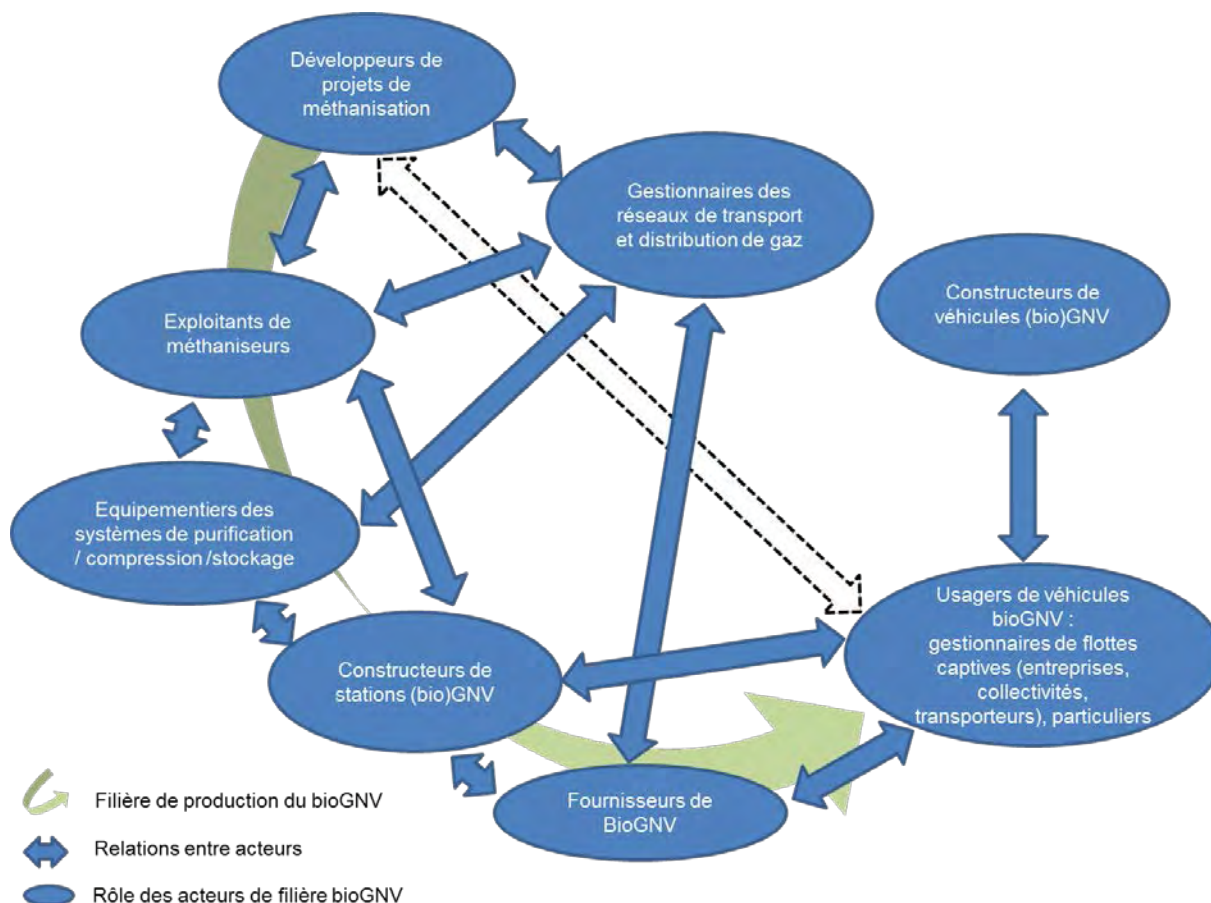 Développeurs de
projets de
méthanisation
Gestionnaires des
réseaux de transport
et distribution de gaz
Constructeurs de
véhicules (bio)GNV
Exploitants de
méthaniseurs
Equipementiers des
systèmes de purification
/ compression /stockage
Constructeurs de
stations (bio)GNV
Usagers de véhicules
bioGNV :
gestionnaires de flottes
captives (entreprises,
collectivités,
transporteurs), particuliers
Fournisseurs de
BioGNV
Filière de production du bioGNV
Relations entre acteurs
Rôle des acteurs de filière bioGNV